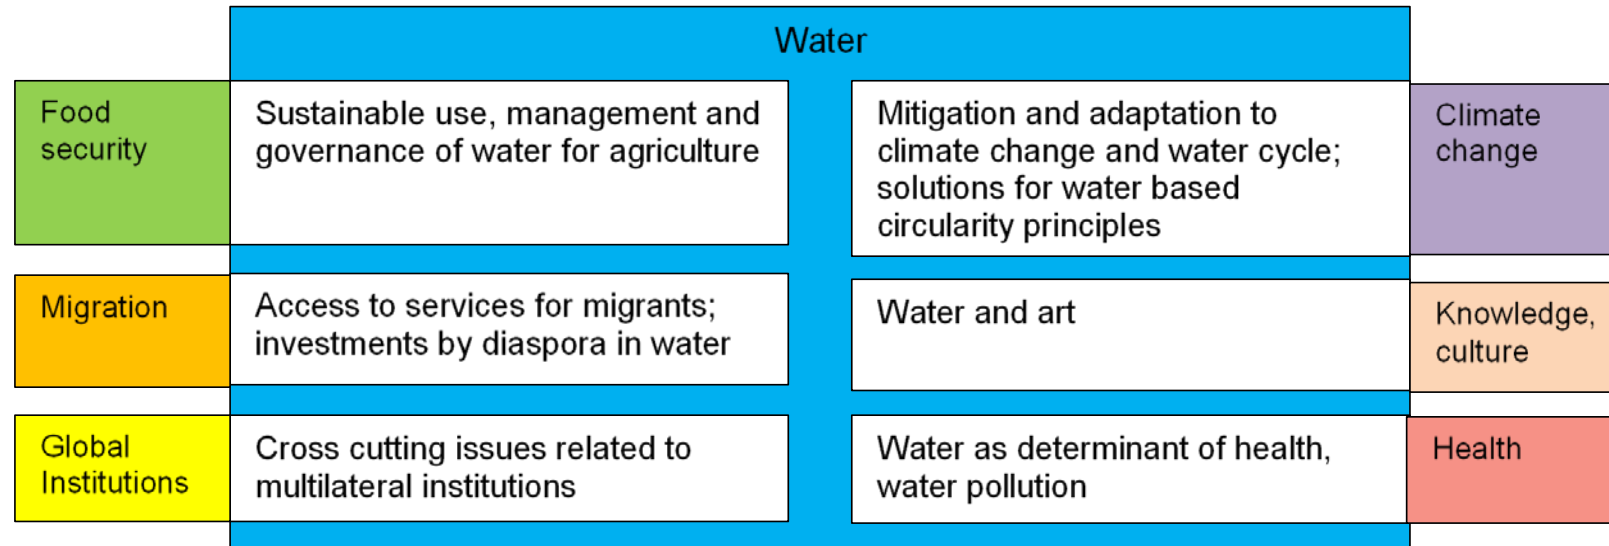 Water
Food
security
Sustainable use, management and
governance of water for agriculture
Mitigation and adaptation to
climate change and water cycle;
solutions for water based
circularity principles
Climate
change
Migration
Access to services for migrants;
investments by diaspora in water
Water and art
Knowledge,
culture
Global
Institutions
Cross cutting issues related to
multilateral institutions
Water as determinant of health,
water pollution
Health